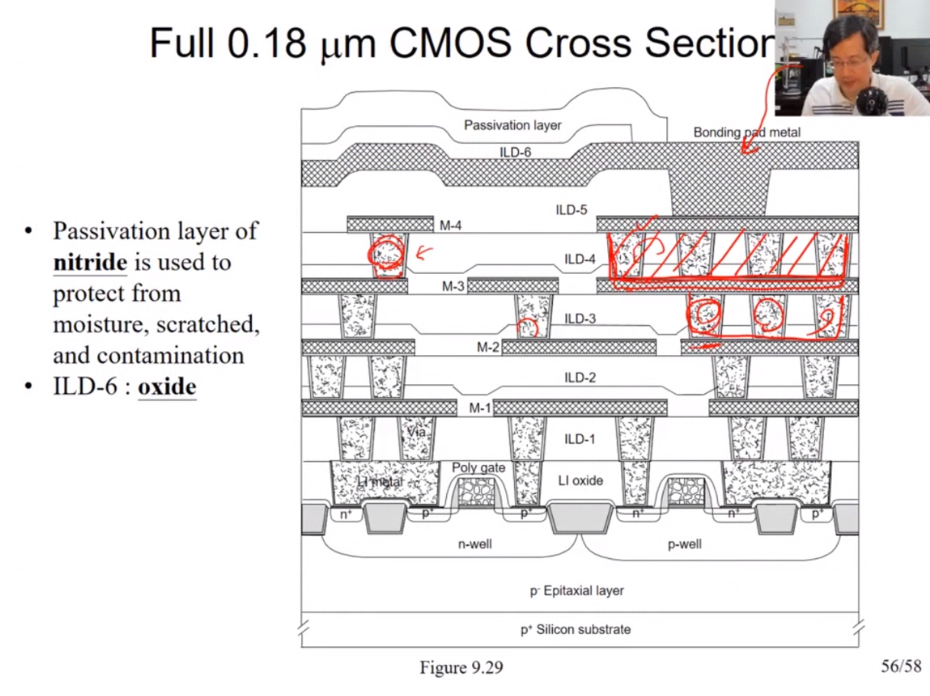 Full 0.18 μm CMOS Cross Section
Passivation layer
Bonding pad metal
ILD-6
• Passivation layer of
nitride is used to
protect from
moisture, scratched,
and contamination
• ILD-6 : oxide
ILD-5
M-4
ILD-4
M-3
ILD-3
M-2
ILD-2
M-1
Via
ILD-1
Poly gate
LI metal
LI oxide
n+
p+
p+
n+
n+
p+
n-well
p-well
p- Epitaxial layer
p+ Silicon substrate
Figure 9.29
56/58